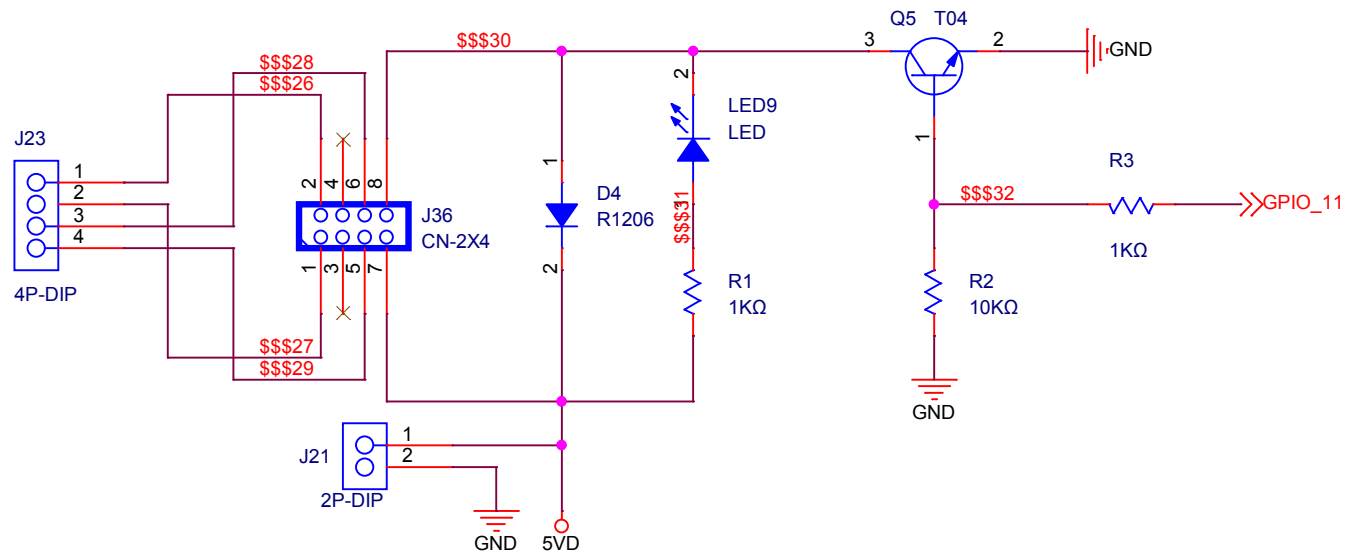 Q5 T04
$$$30
3
2
GND
$$$28
$$$26
2
LED9
LED
1
J23
R3
1
2
3
4
2
4
6
8
1
D4
R1206
$$$31
$$$32
GPIO_11
J36
CN-2X4
1KΩ
4P-DIP
1
3
5
7
2
R1
1KΩ
R2
10KΩ
$$$27
$$$29
GND
J21
1
2
2P-DIP
GND
5VD